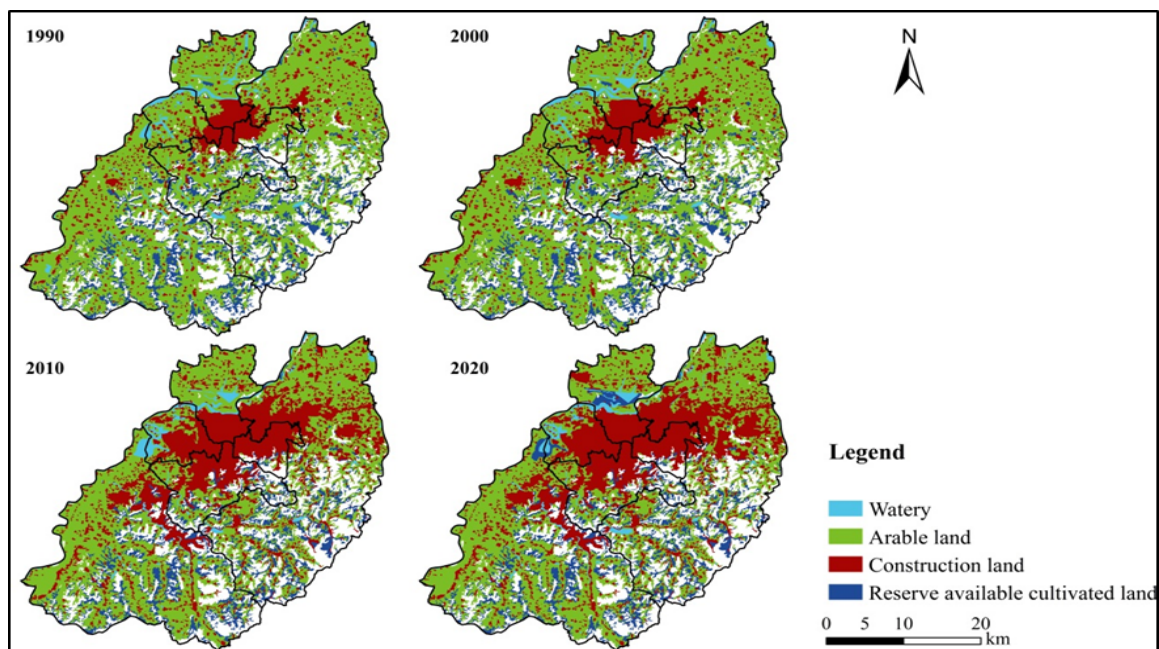 1990
2000
N
2010
2020
Legend
Watery
Arable land
Construction land
Reserve available cultivated land
0 5 10 20
km